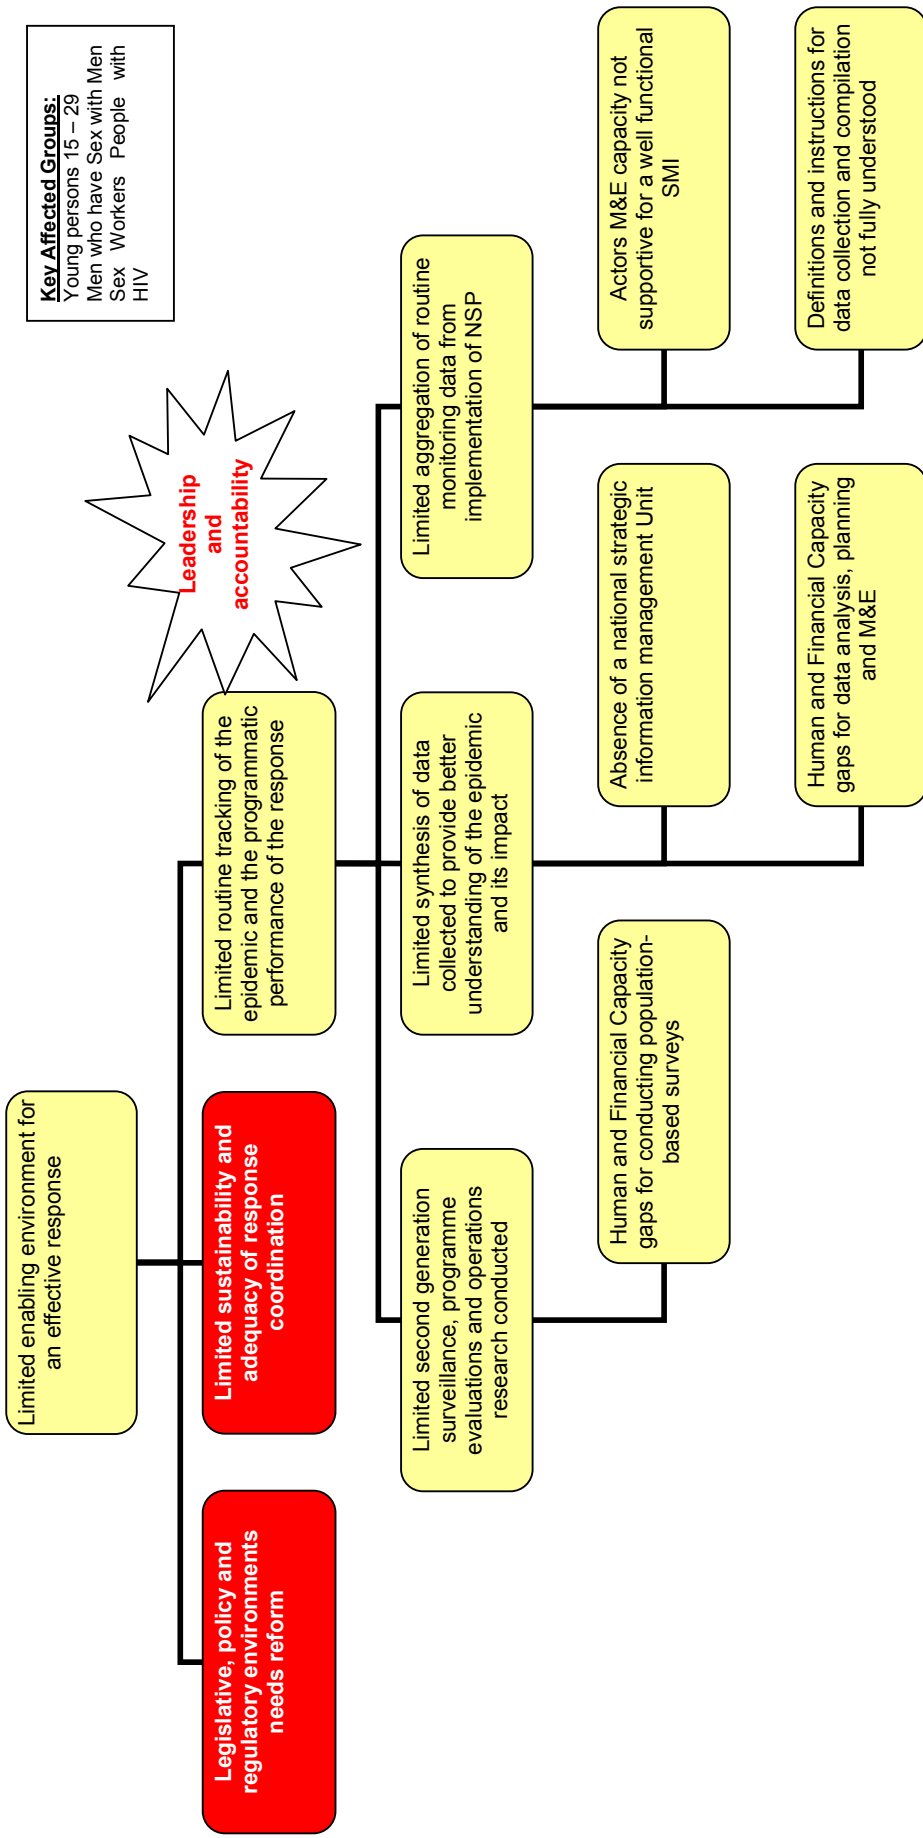 Key Affected Groups:
Young persons 15 – 29
Men who have Sex with Men
Sex Workers People with
HIV
Leadership
and
accountability
Limited enabling environment for
an effective response
Legislative, policy and
regulatory environments
needs reform
Limited sustainability and
adequacy of response
coordination
Limited routine tracking of the
epidemic and the programmatic
performance of the response
Limited second generation
surveillance, programme
evaluations and operations
research conducted
Limited synthesis of data
collected to provide better
understanding of the epidemic
and its impact
Limited aggregation of routine
monitoring data from
implementation of NSP
Human and Financial Capacity
gaps for conducting population-
based surveys
Absence of a national strategic
information management Unit
Actors M&E capacity not
supportive for a well functional
SMI
Human and Financial Capacity
gaps for data analysis, planning
and M&E
Definitions and instructions for
data collection and compilation
not fully understood